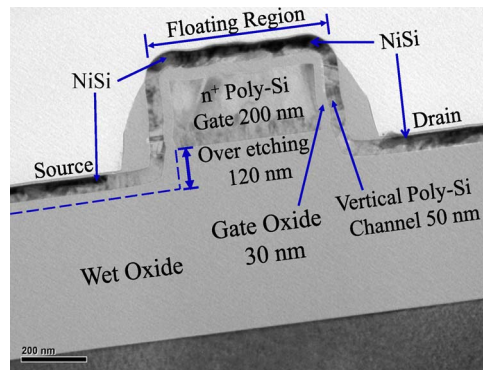 Floating Region
NiSi
NiSi
n⁺ Poly-Si
Gate 200 nm
Source
Drain
Over etching
120 nm
Vertical Poly-Si
Channel 50 nm
Gate Oxide
30 nm
Wet Oxide
200 nm